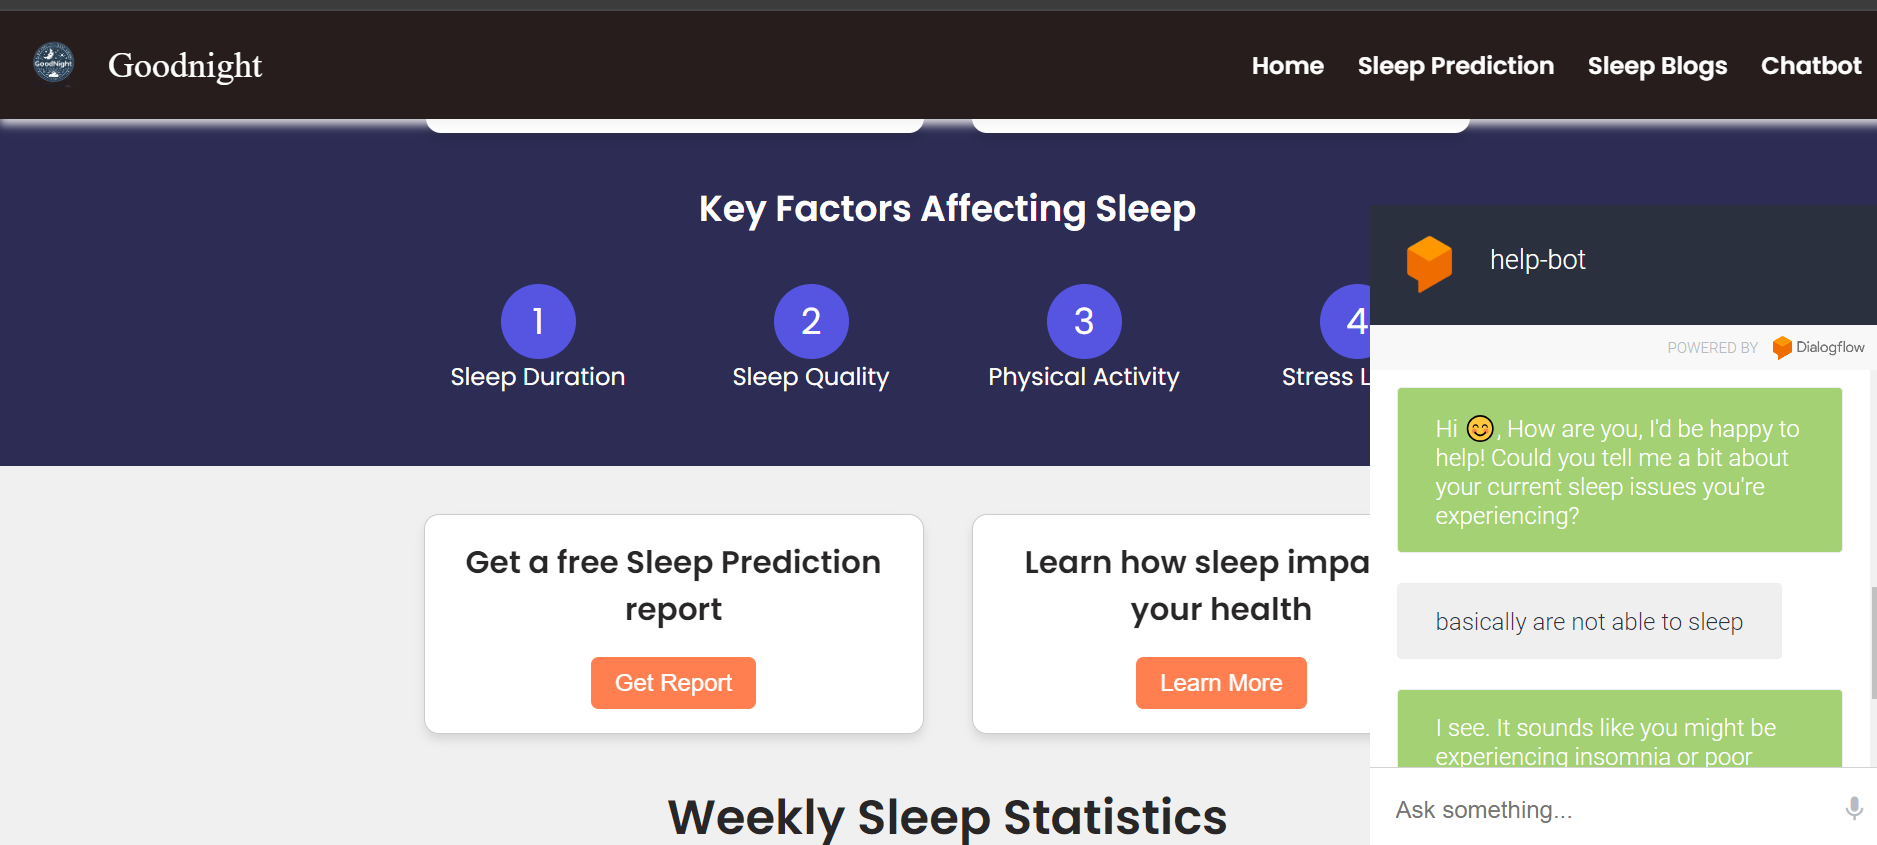 GoodNight
Goodnight
Home Sleep Prediction Sleep Blogs Chatbot
Key Factors Affecting Sleep
1
Sleep Duration
2
Sleep Quality
3
Physical Activity
4
Stress L
Get a free Sleep Prediction
report
Get Report
Learn how sleep impa
your health
Learn More
Weekly Sleep Statistics
help-bot
POWERED BY Dialogflow
Hi 😊, How are you, I'd be happy to
help! Could you tell me a bit about
your current sleep issues you're
experiencing?
basically are not able to sleep
I see. It sounds like you might be
experiencing insomnia or poor
Ask something...